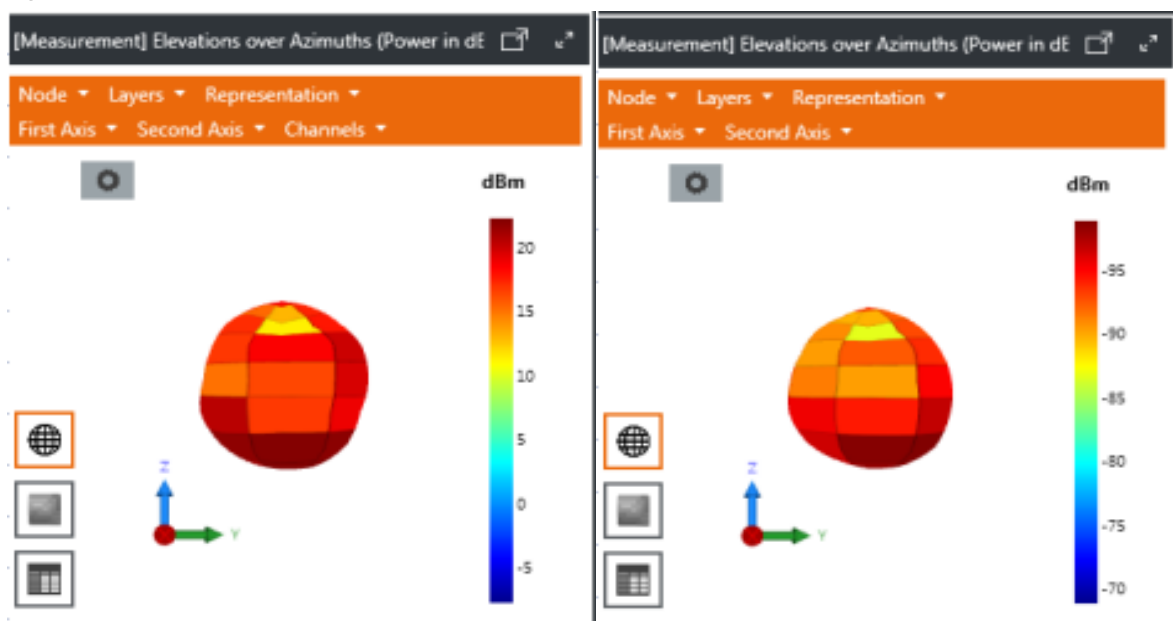 [Measurement] Elevations over Azimuths (Power in dE
Node Layers Representation
First Axis Second Axis Channels
dBm
20
15
10
5
0
-5
Z
Y
[Measurement] Elevations over Azimuths (Power in dE
Node Layers Representation
First Axis Second Axis
dBm
-95
-90
-85
-80
-75
-70
Z
Y